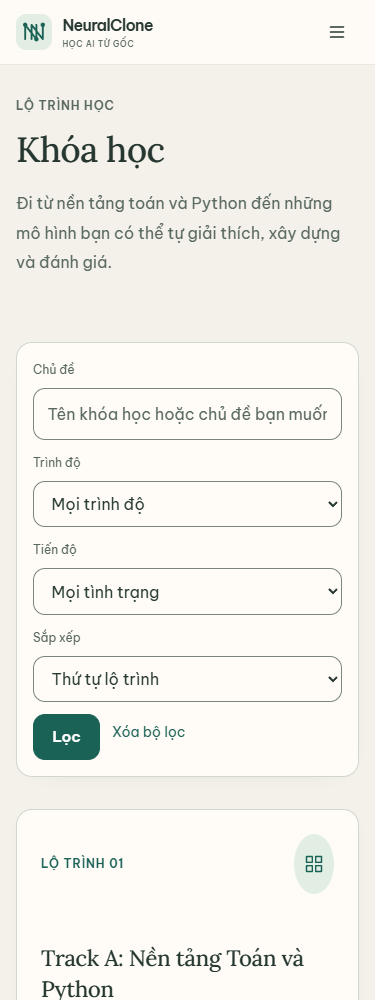 NeuralClone
HỌC AI TỪ GỐC
LỘ TRÌNH HỌC
Khóa học
Đi từ nền tảng toán và Python đến những
mô hình bạn có thể tự giải thích, xây dựng
và đánh giá.
Chủ đề
Tên khóa học hoặc chủ đề bạn muốn
Trình độ
Mọi trình độ
Tiến độ
Mọi tình trạng
Sắp xếp
Thứ tự lộ trình
Lọc
Xóa bộ lọc
LỘ TRÌNH 01
Track A: Nền tảng Toán và
Python